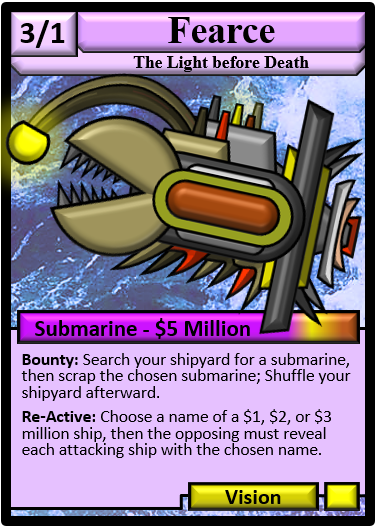 3/1
Fearce
The Light before Death
Submarine - $5 Million
Bounty: Search your shipyard for a submarine,
then scrap the chosen submarine; Shuffle your
shipyard afterward.
Re-Active: Choose a name of a $1, $2, or $3
million ship, then the opposing must reveal
each attacking ship with the chosen name.
Vision